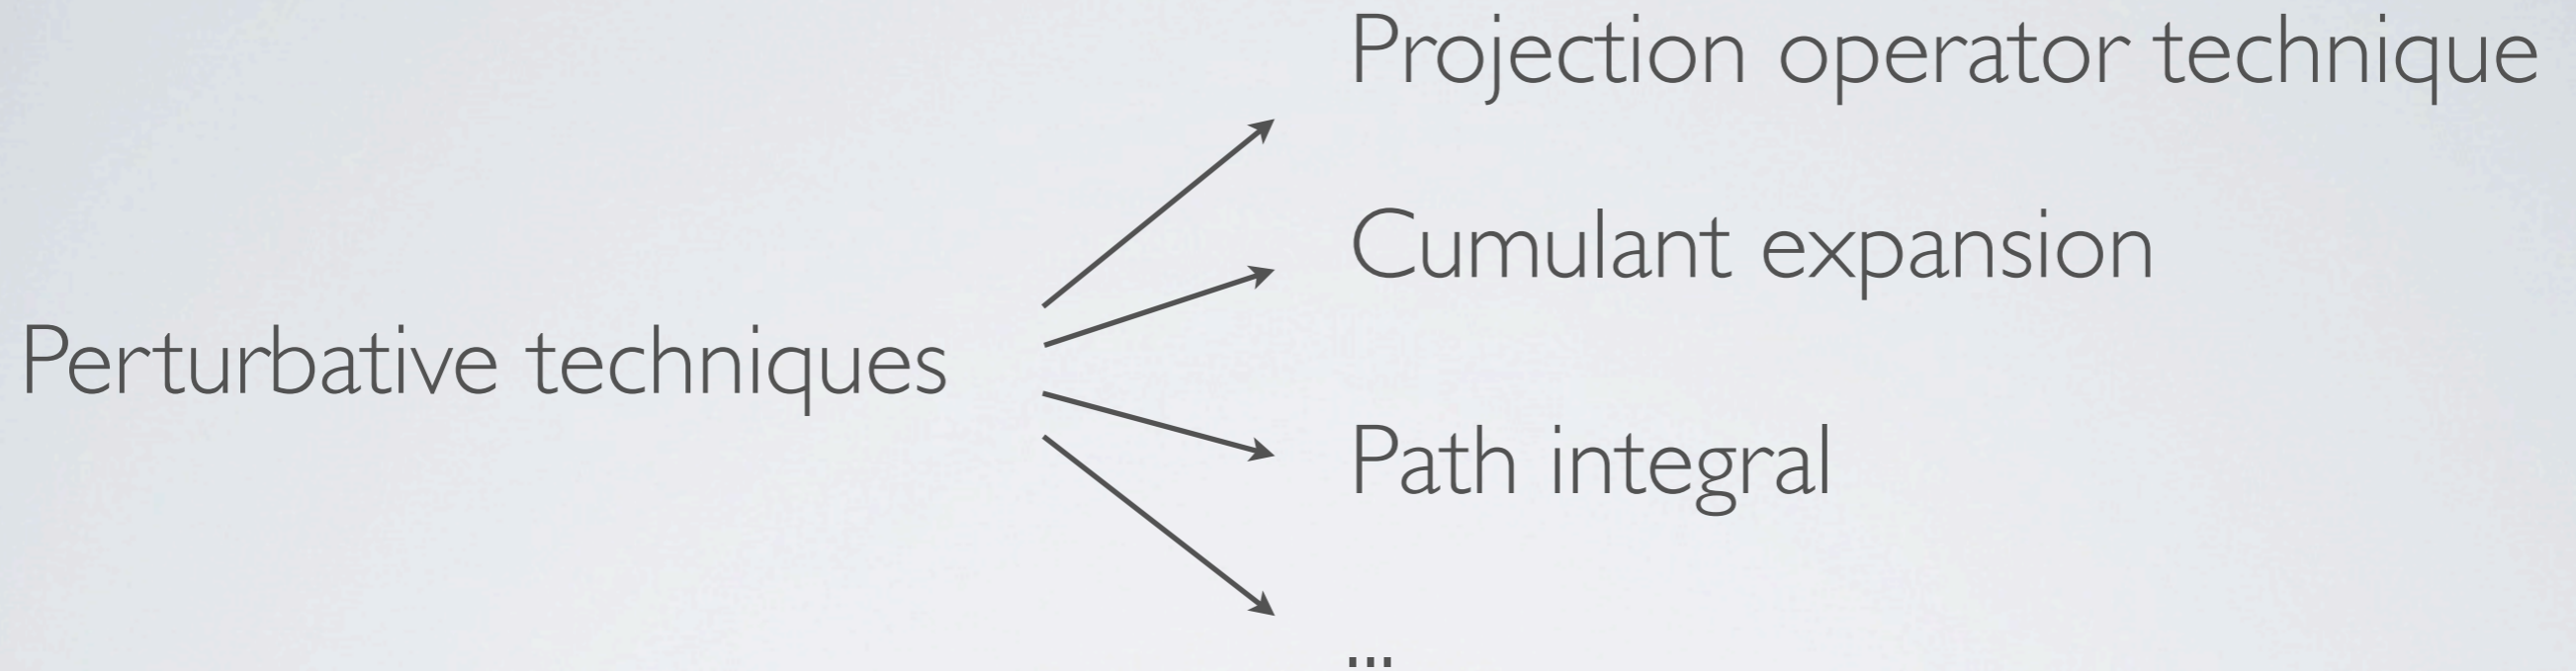 Projection operator technique
Cumulant expansion
Perturbative techniques
Path integral
...